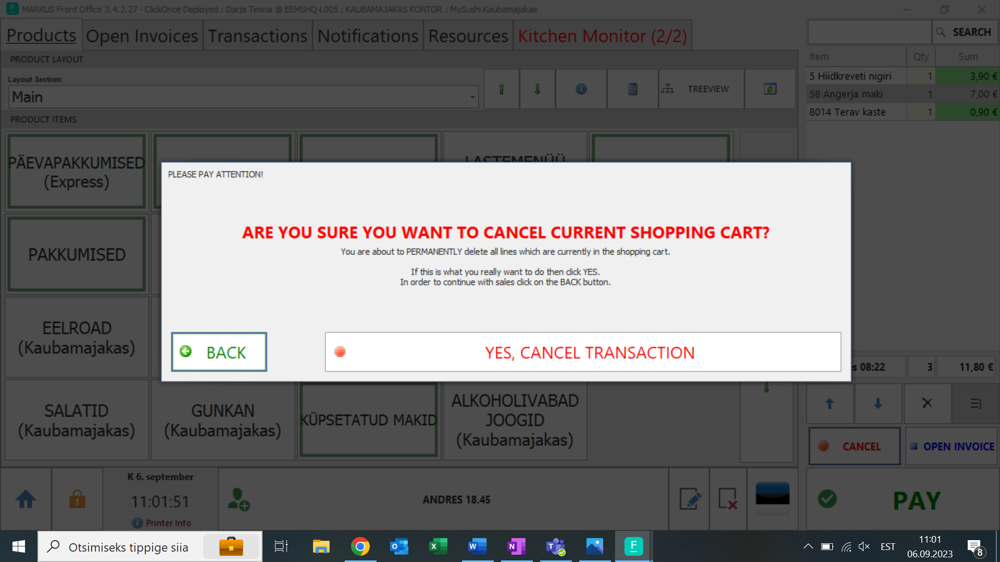 MARKUS Front Office 3.4.2.27 - ClickOnce Deployed : Darja Timina @ EEMSHQ-L005 : KAUBAMAJAKAS KONTOR : MySushi Kaubamajakas
Products Open Invoices Transactions Notifications Resources Kitchen Monitor (2/2)
SEARCH
PRODUCT LAYOUT
Layout Section:
Main
TREEVIEW
Item Qty Sum
5 Hiidkreveti nigiri 1 3,90 €
58 Angerja maki 1 7,00 €
8014 Terav kaste 1 0,90 €
PRODUCT ITEMS
PÄEVAPAKKUMISED
(Express)
LASTEMENÜÜ
PLEASE PAY ATTENTION!
ARE YOU SURE YOU WANT TO CANCEL CURRENT SHOPPING CART?
You are about to PERMANENTLY delete all lines which are currently in the shopping cart.
If this is what you really want to do then click YES.
In order to continue with sales click on the BACK button.
BACK
YES, CANCEL TRANSACTION
PAKKUMISED
EELROAD
(Kaubamajakas)
SALATID
(Kaubamajakas)
GUNKAN
(Kaubamajakas)
KÜPSETATUD MAKID
ALKOHOLIVABAD
JOOGID
(Kaubamajakas)
08:22 3 11,80 €
CANCEL
OPEN INVOICE
K 6. september
11:01:51
Printer Info
ANDRES 18.45
PAY
Otsimiseks tippige siia
EST
11:01
06.09.2023
8